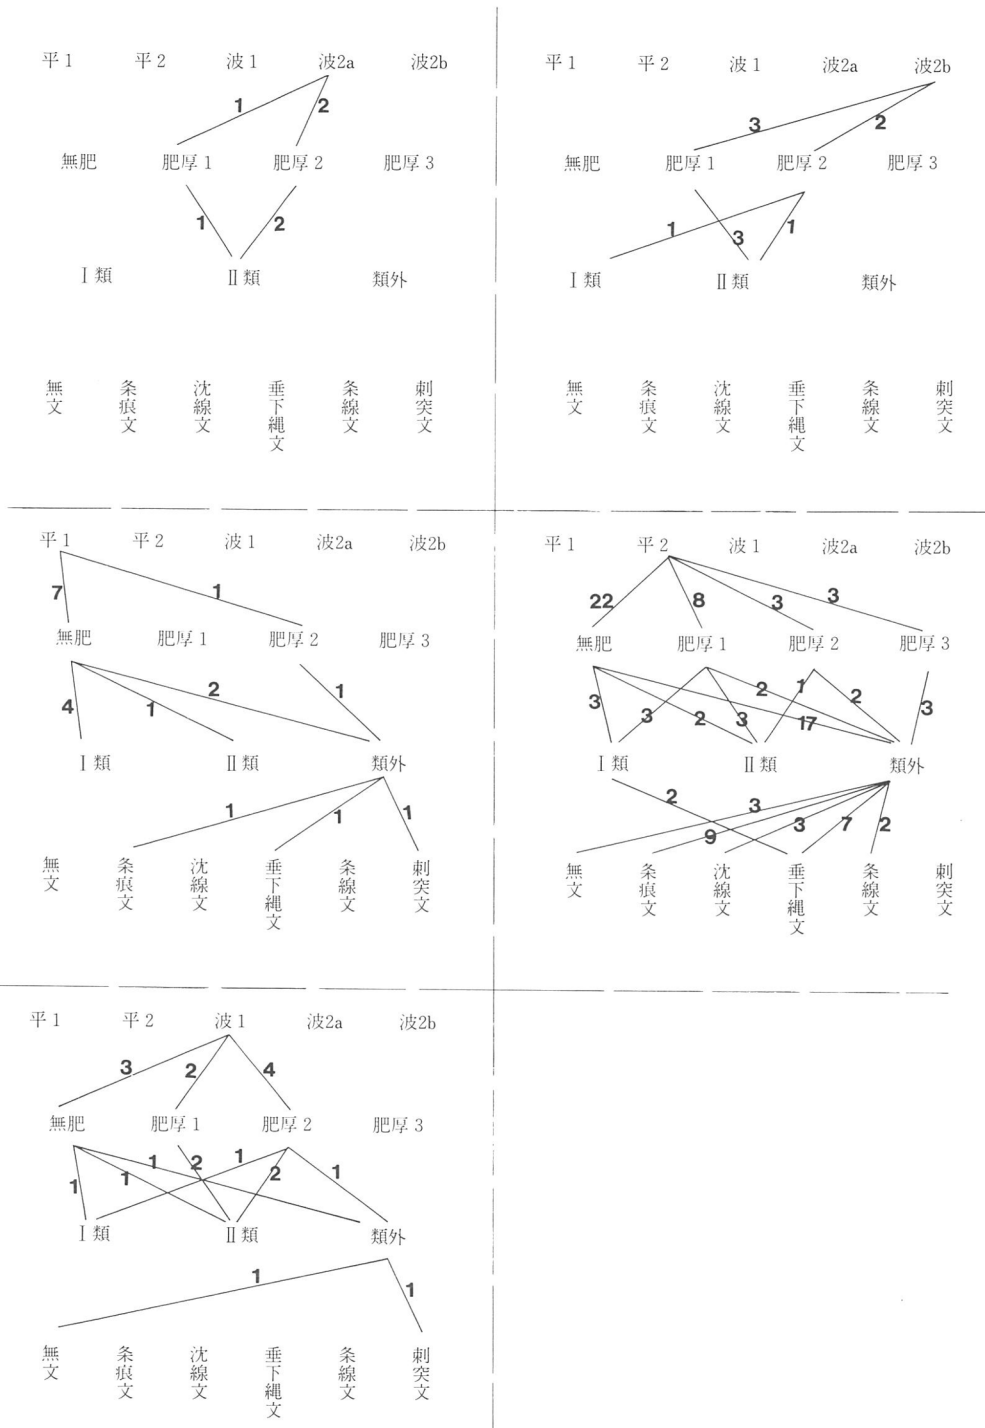 平1 平2 波1 波2a 波2b
1 2
無肥 肥厚1 肥厚2 肥厚3
1 2
Ⅰ類 Ⅱ類 類外
無文 条痕文 沈線文 垂下縄文 条線文 刺突文
平1 平2 波1 波2a 波2b
3 2
無肥 肥厚1 肥厚2 肥厚3
1 3 1
Ⅰ類 Ⅱ類 類外
無文 条痕文 沈線文 垂下縄文 条線文 刺突文
平1 平2 波1 波2a 波2b
7 1
無肥 肥厚1 肥厚2 肥厚3
4 1 2 1
Ⅰ類 Ⅱ類 類外
1 1 1
無文 条痕文 沈線文 垂下縄文 条線文 刺突文
平1 平2 波1 波2a 波2b
22 8 3 3
無肥 肥厚1 肥厚2 肥厚3
3 3 2 3 2 1 17 2 3
Ⅰ類 Ⅱ類 類外
2 3 9 3 7 2
無文 条痕文 沈線文 垂下縄文 条線文 刺突文
平1 平2 波1 波2a 波2b
3 2 4
無肥 肥厚1 肥厚2 肥厚3
1 1 1 2 1 2 1
Ⅰ類 Ⅱ類 類外
1 1
無文 条痕文 沈線文 垂下縄文 条線文 刺突文